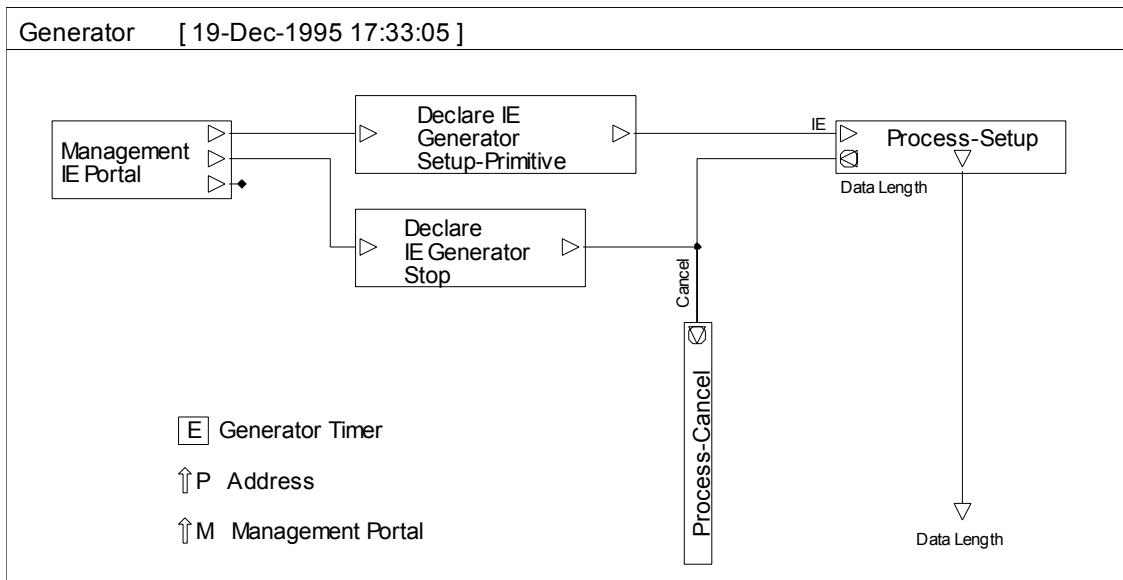 Generator [ 19-Dec-1995 17:33:05 ]
Management
IE Portal
Declare IE
Generator
Setup-Primitive
IE
Process-Setup
Data Length
Declare
IE Generator
Stop
Cancel
Process-Cancel
E Generator Timer
P Address
M Management Portal
Data Length